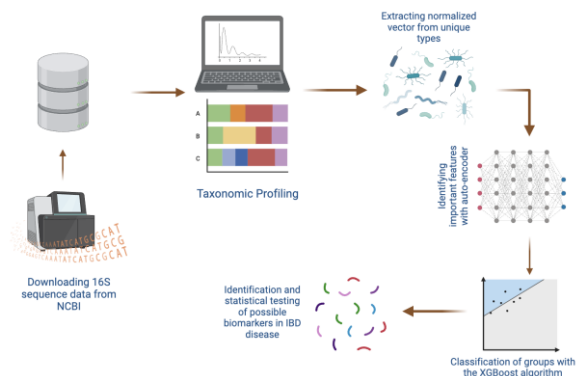 Extracting normalized
vector from unique
types
A
B
C
Taxonomic Profiling
Identifying
important features
with auto-encoder
Downloading 16S
sequence data from
NCBI
Identification and
statistical testing
of possible
biomarkers in IBD
disease
Classification of groups with
the XGBoost algorithm